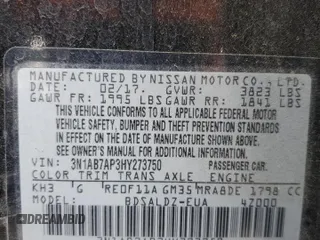 MANUFACTURED BY NISSAN MOTOR CO., LTD.
DATE: 02/17. GVWR: 3823 LBS
GAWR FR: 1995 LBS GAWR RR: 1841 LBS
THIS VEHICLE CONFORMS TO ALL APPLICABLE FEDERAL MOTOR VEHICLE
SAFETY, BUMPER, AND THEFT PREVENTION STANDARDS IN EFFECT ON THE
DATE OF MANUFACTURE SHOWN ABOVE.
SEE OWNER'S MANUAL FOR ADDITIONAL INFORMATION.
VIN: 3N1AB7AP3HY273750 PASSENGER CAR.
COLOR TRIM TRANS AXLE ENGINE
KH3 G RE0F11A GM35 MRA8DE 1798 CC
MODEL: BDSALDZ-EUA 47000